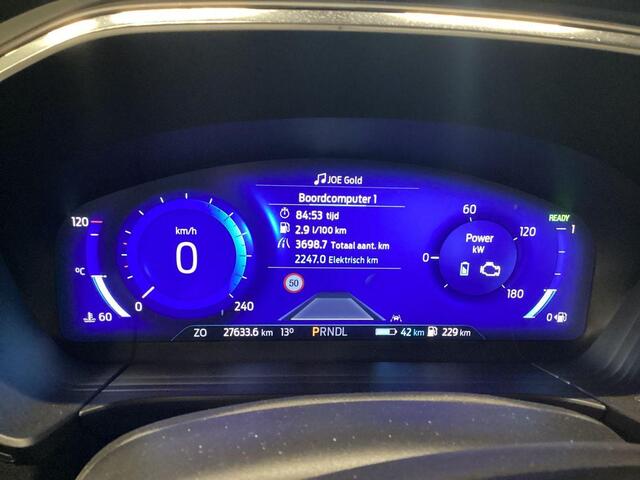 JOE Gold
Boordcomputer 1
84:53 tijd
2.9 l/100 km
3698.7 Totaal aant. km
2247.0 Elektrisch km
50
120
°C
60
km/h
0
0
240
60
120
0
Power
kW
180
READY
1
0
ZO 27633.6 km 13° PRNDL 42 km 229 km